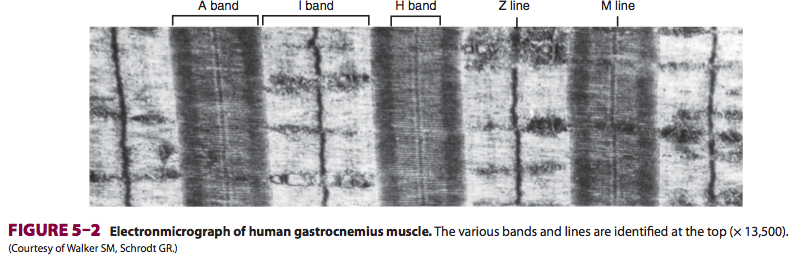 A band I band H band Z line M line
FIGURE 5–2 Electronmicrograph of human gastrocnemius muscle. The various bands and lines are identified at the top (× 13,500).
(Courtesy of Walker SM, Schrodt GR.)